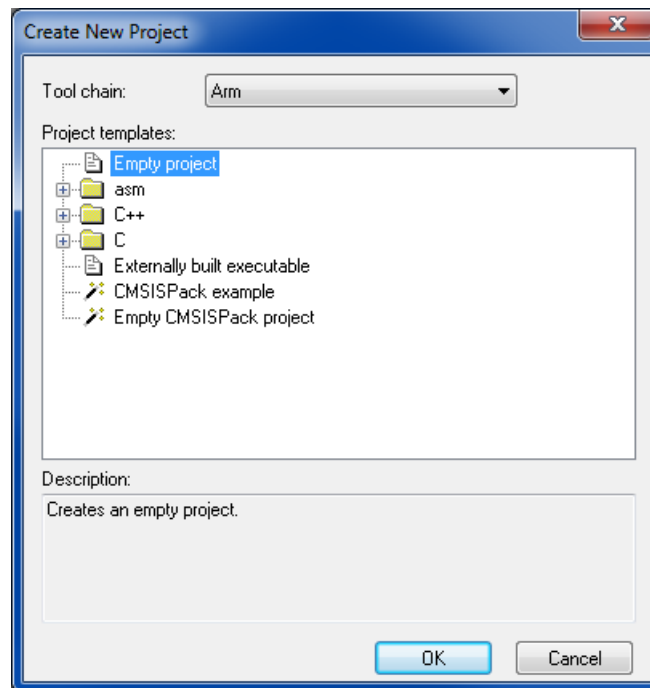 Create New Project
Tool chain: Arm
Project templates:
Empty project
asm
C++
C
Externally built executable
CMSISPack example
Empty CMSISPack project
Description:
Creates an empty project.
OK Cancel